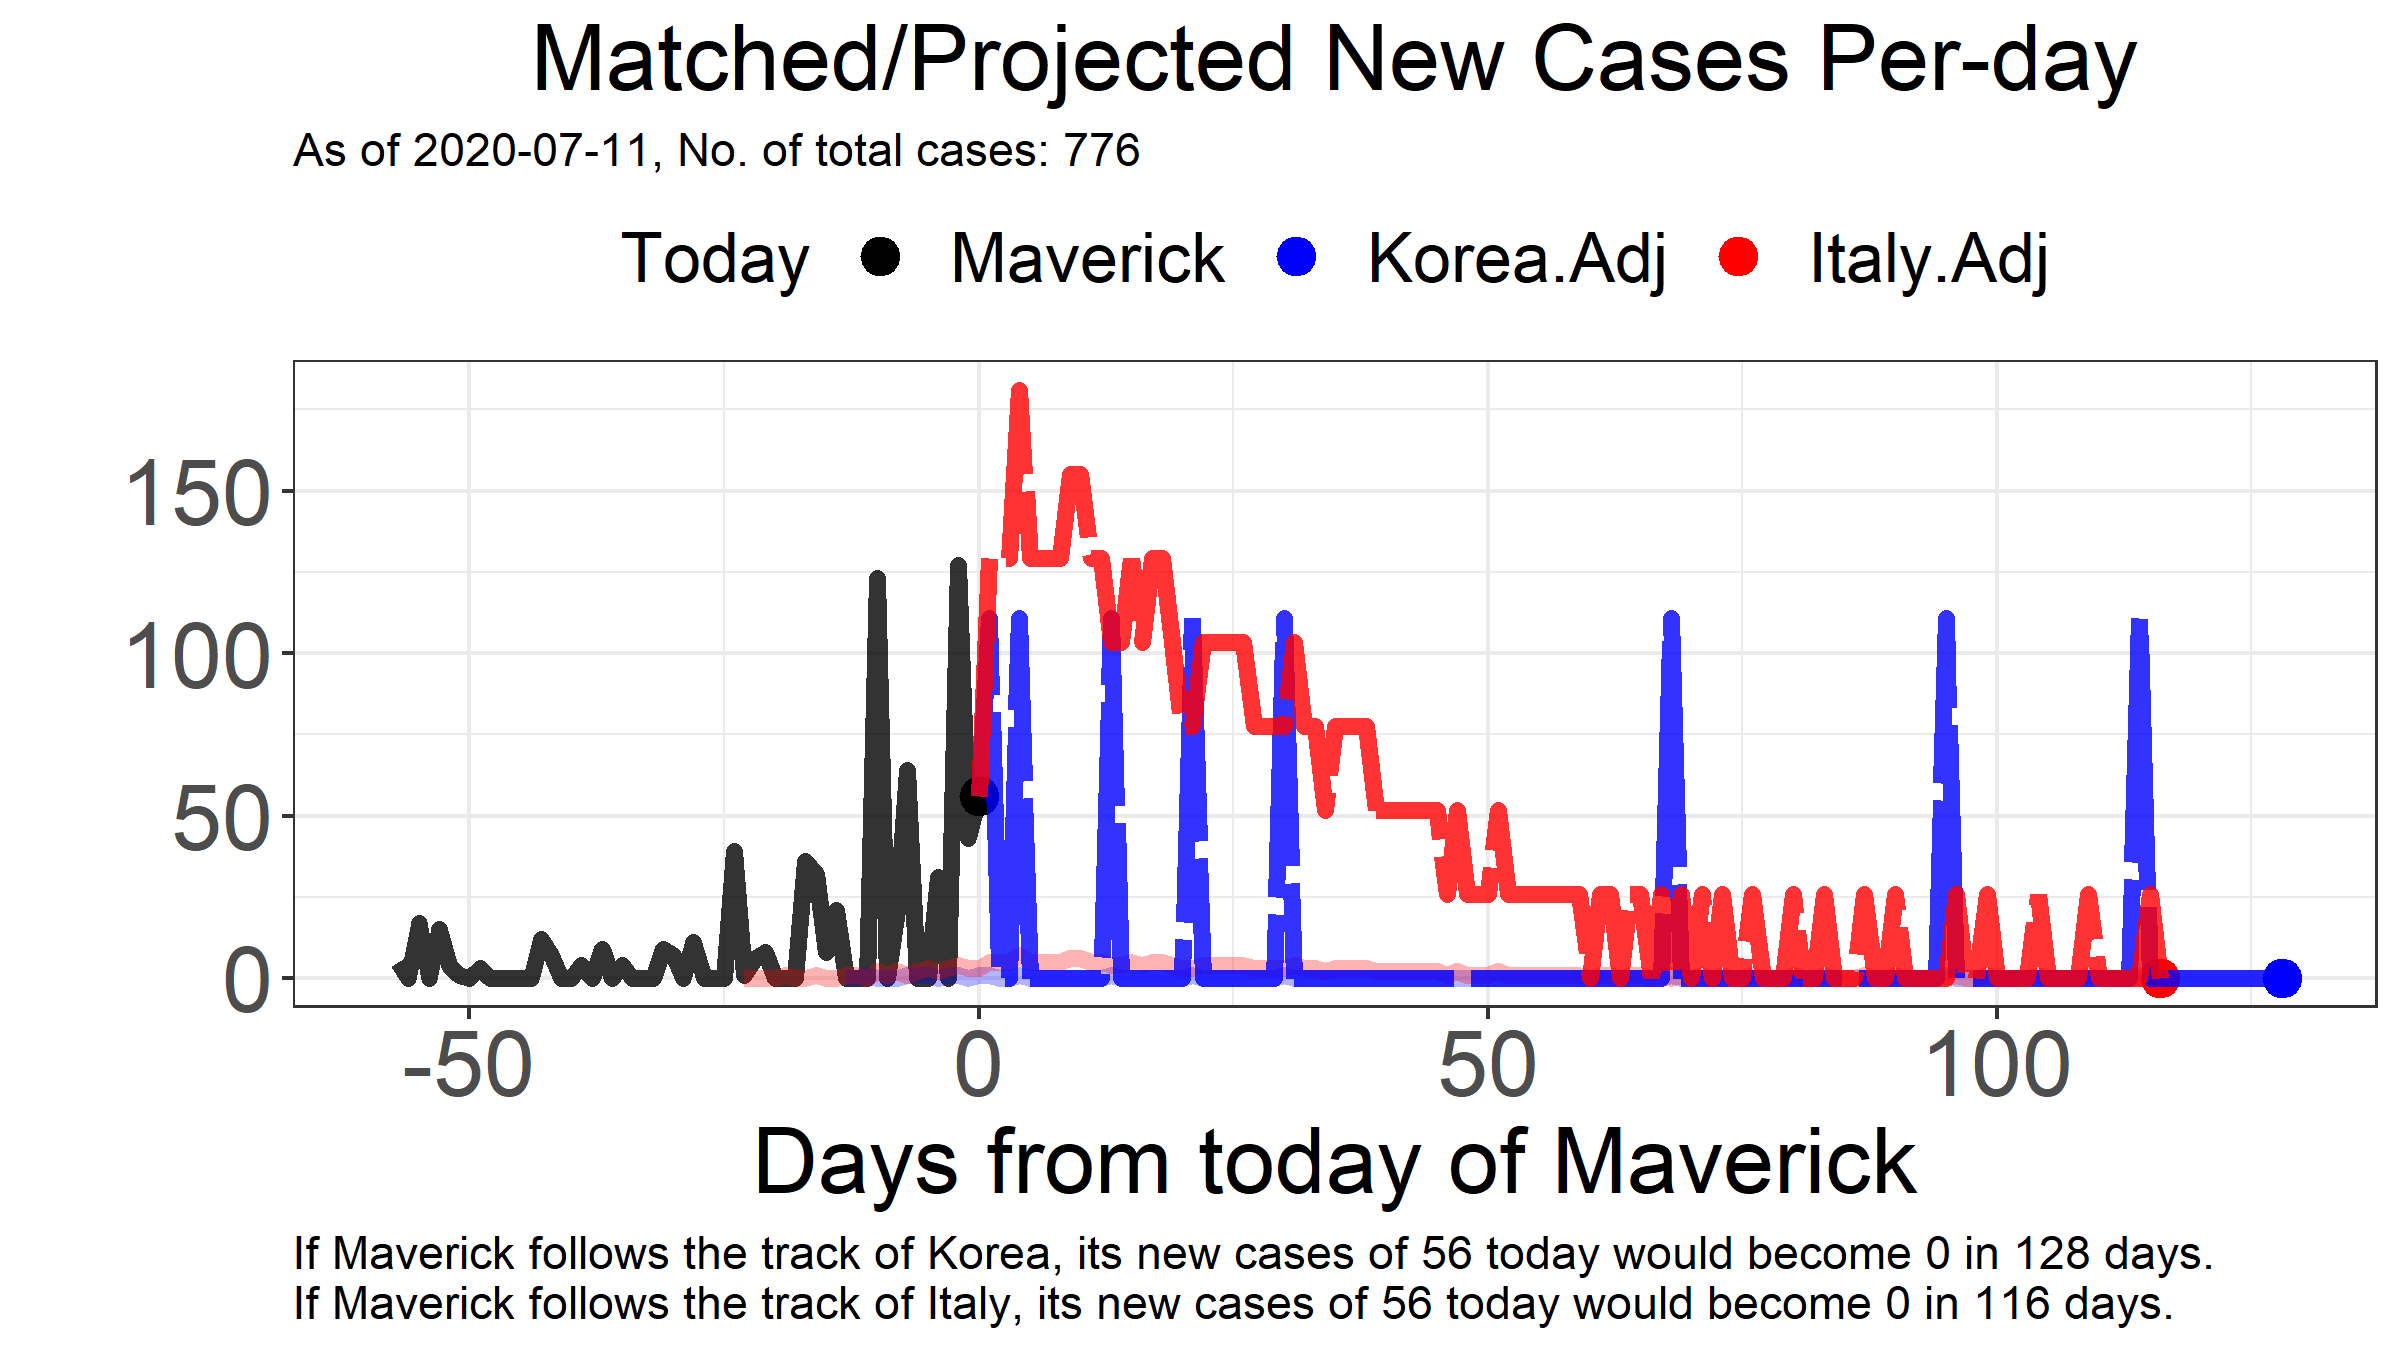 Matched/Projected New Cases Per-day
As of 2020-07-11, No. of total cases: 776
Today Maverick Korea.Adj Italy.Adj
150
100
50
0
-50 0 50 100
Days from today of Maverick
If Maverick follows the track of Korea, its new cases of 56 today would become 0 in 128 days.
If Maverick follows the track of Italy, its new cases of 56 today would become 0 in 116 days.